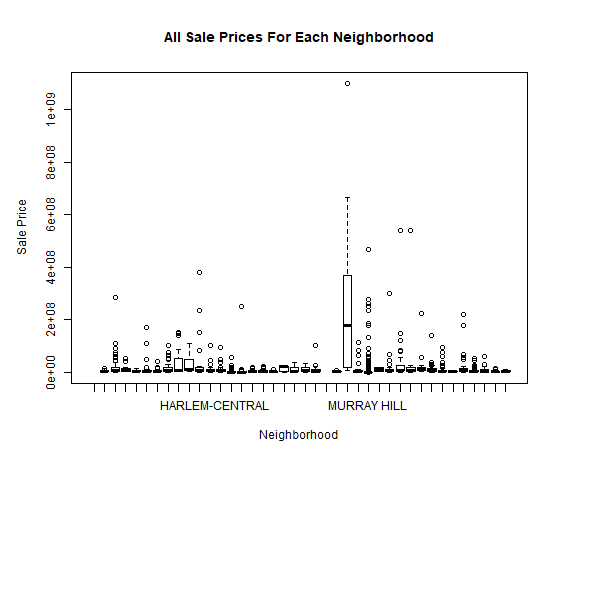 All Sale Prices For Each Neighborhood
1e+09
8e+08
6e+08
4e+08
2e+08
0e+00
Sale Price
HARLEM-CENTRAL MURRAY HILL
Neighborhood